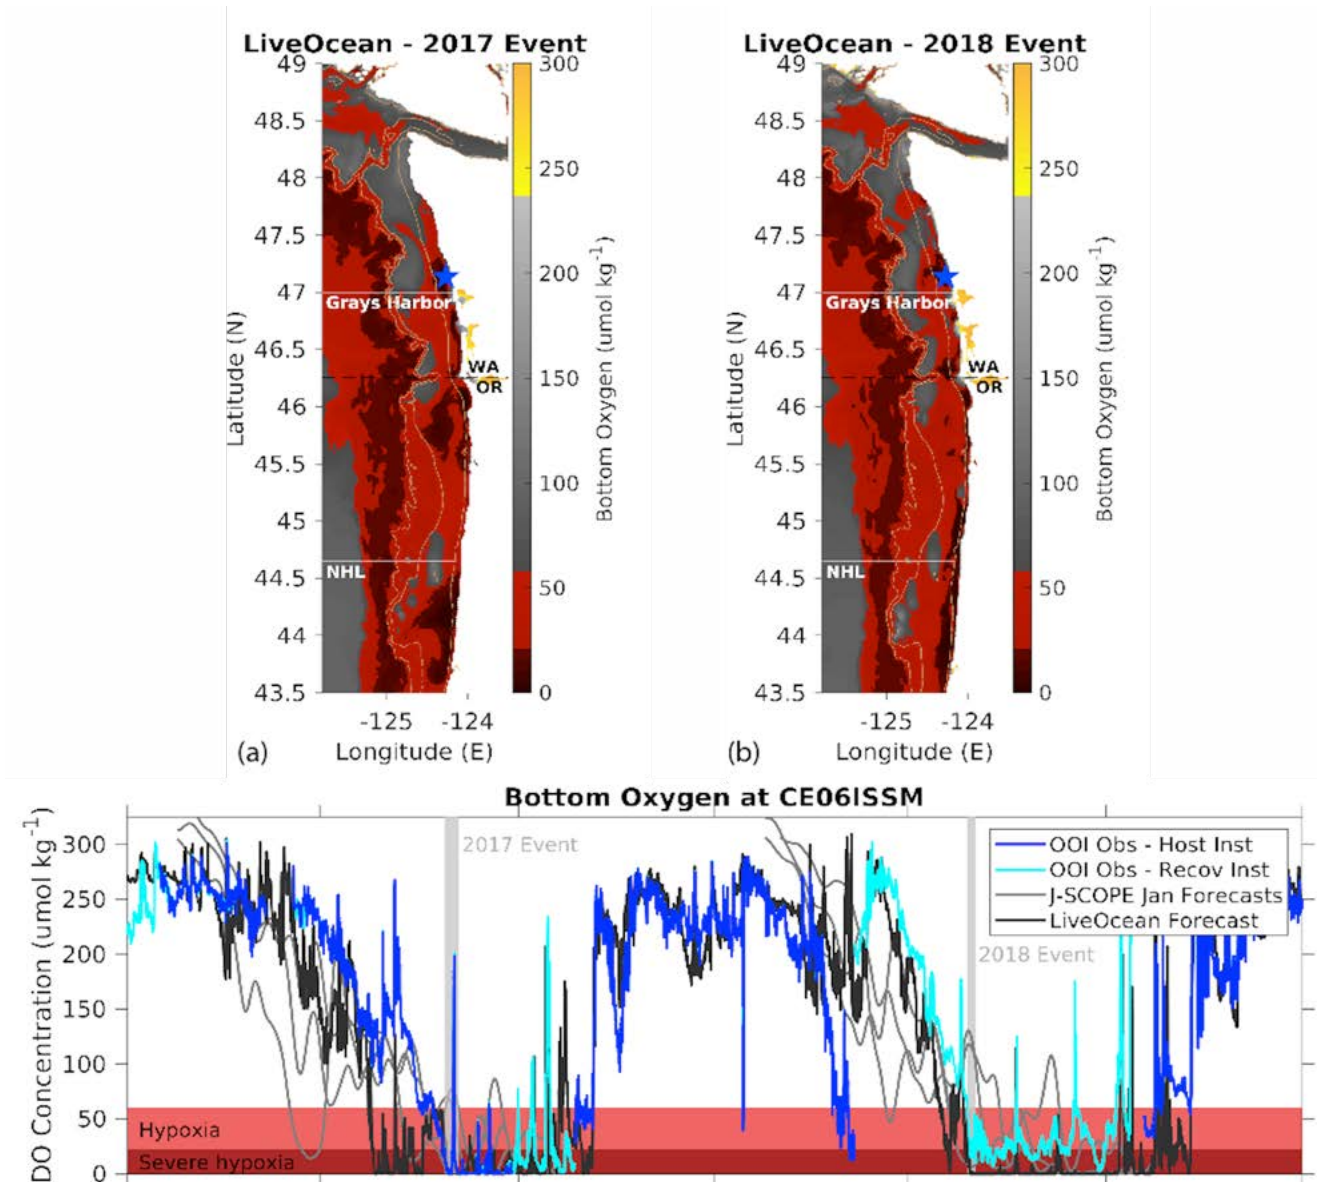 LiveOcean - 2017 Event
49
48.5
48
47.5
47
46.5
46
45.5
45
44.5
44
43.5
Latitude (N)
Grays Harbor
WA
OR
NHL
-125 -124
Longitude (E)
(a)
300
250
200
150
100
50
0
Bottom Oxygen (umol kg-1)
LiveOcean - 2018 Event
49
48.5
48
47.5
47
46.5
46
45.5
45
44.5
44
43.5
Latitude (N)
Grays Harbor
WA
OR
NHL
-125 -124
Longitude (E)
(b)
300
250
200
150
100
50
0
Bottom Oxygen (umol kg-1)
Bottom Oxygen at CE06ISSM
DO Concentration (umol kg-1)
300
250
200
150
100
50
0
2017 Event
2018 Event
OOI Obs - Host Inst
OOI Obs - Recov Inst
J-SCOPE Jan Forecasts
LiveOcean Forecast
Hypoxia
Severe hypoxia